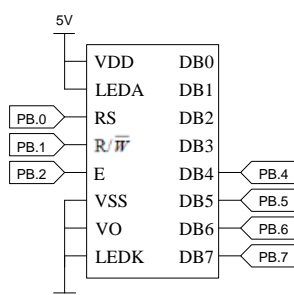 5V
VDD DB0
LEDA DB1
PB.0 RS DB2
PB.1 R/W̅ DB3
PB.2 E DB4 PB.4
VSS DB5 PB.5
VO DB6 PB.6
LEDK DB7 PB.7